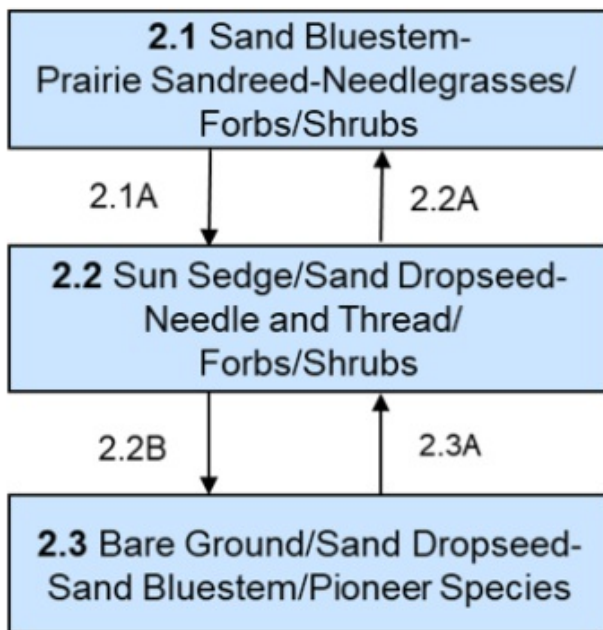 2.1 Sand Bluestem-
Prairie Sandreed-Needlegrasses/
Forbs/Shrubs
2.1A
2.2A
2.2 Sun Sedge/Sand Dropseed-
Needle and Thread/
Forbs/Shrubs
2.2B
2.3A
2.3 Bare Ground/Sand Dropseed-
Sand Bluestem/Pioneer Species